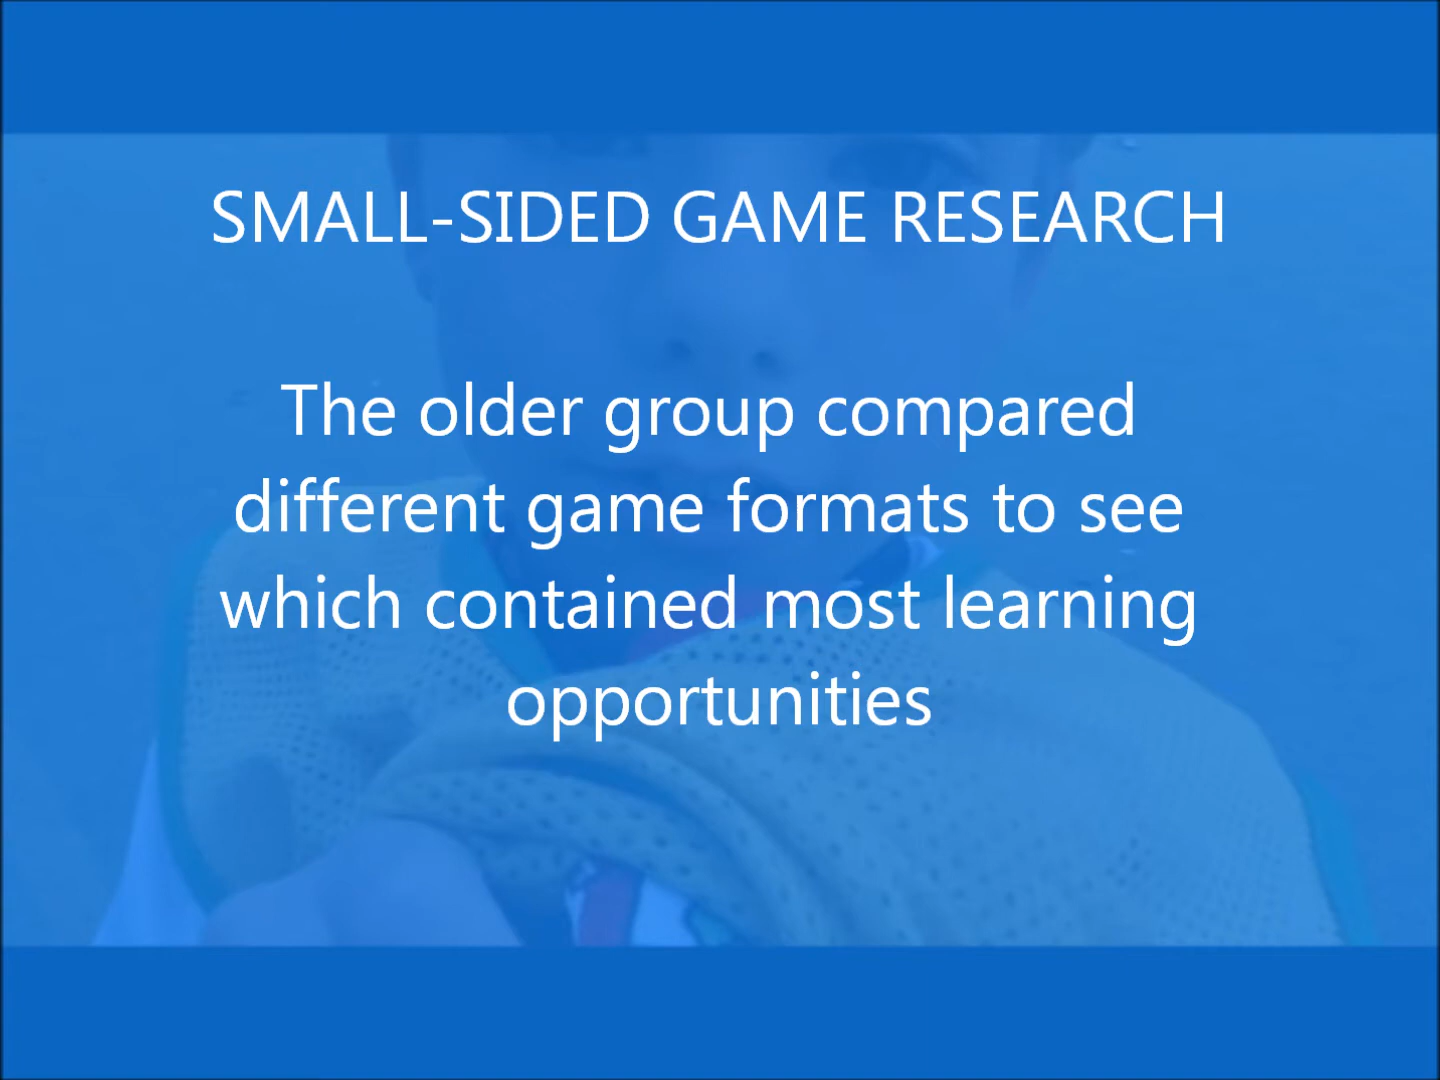 SMALL-SIDED GAME RESEARCH
The older group compared
different game formats to see
which contained most learning
opportunities